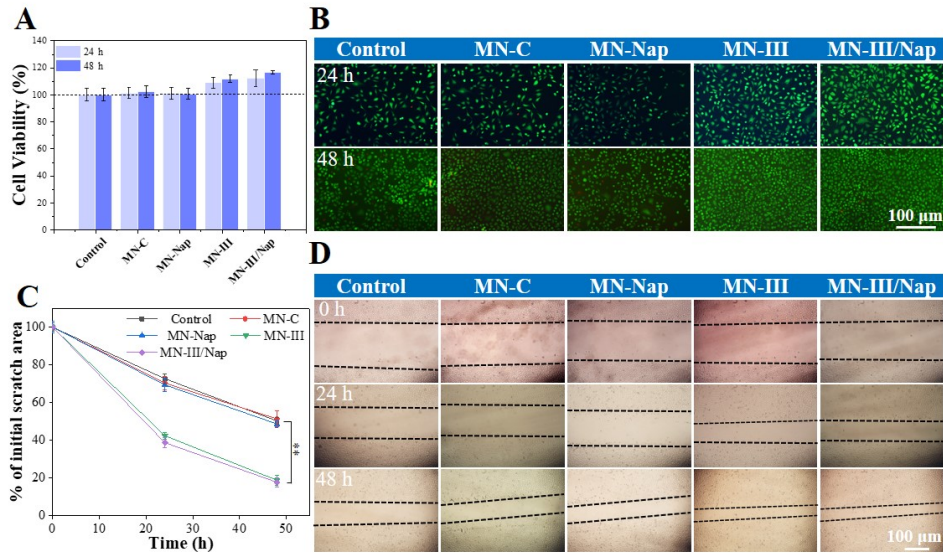 A
Cell Viability (%)
140
120
100
80
60
40
20
0
24 h
48 h
Control
MN-C
MN-Nap
MN-III
MN-III/Nap
B
Control MN-C MN-Nap MN-III MN-III/Nap
24 h
48 h
100 μm
C
% of initial scratch area
100
80
60
40
20
0
Control MN-C
MN-Nap MN-III
MN-III/Nap
**
0 10 20 30 40 50
Time (h)
D
Control MN-C MN-Nap MN-III MN-III/Nap
0 h
24 h
48 h
100 μm